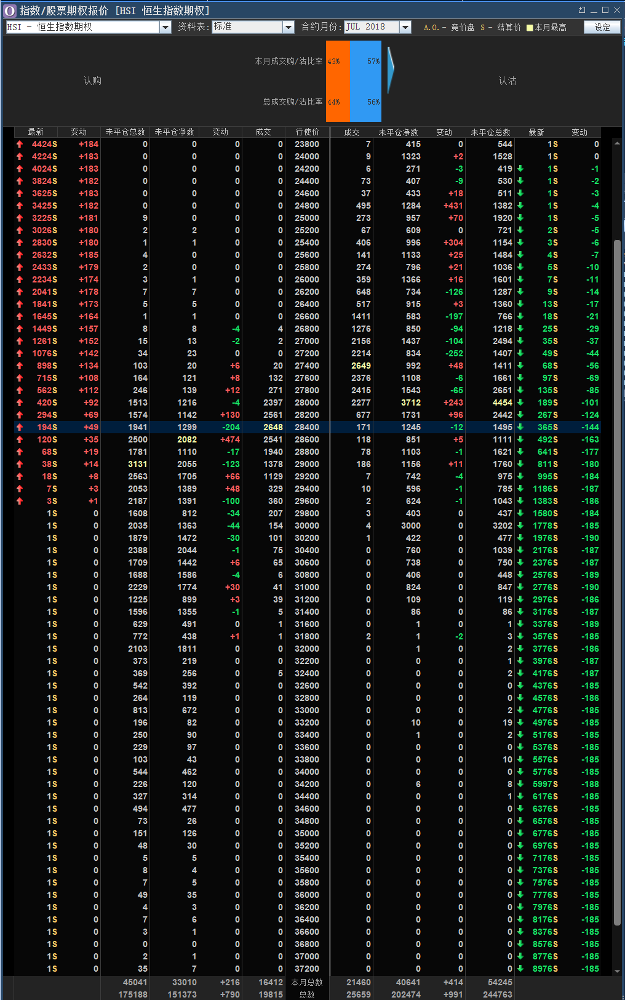 指数/股票期权报价 [HSI 恒生指数期权]
HSI - 恒生指数期权 资料表: 标准 合约月份: JUL 2018 A.O. - 竞价盘 S - 结算价 本月最高 设定
本月成交购/沽比率 43% 57%
认购 认沽
总成交购/沽比率 44% 56%
最新 变动 未平仓总数 未平仓净数 变动 成交 行使价 成交 未平仓净数 变动 未平仓总数 最新 变动
4424S +184 0 0 0 0 23800 7 415 0 544 1S 0
4224S +183 0 0 0 0 24000 9 1323 +2 1528 1S 0
4024S +183 0 0 0 0 24200 6 271 -3 419 1S -1
3824S +182 0 0 0 0 24400 73 407 -9 530 1S -2
3625S +183 0 0 0 0 24600 37 433 +18 511 1S -3
3425S +182 0 0 0 0 24800 495 1284 +431 1382 1S -4
3225S +181 9 0 0 0 25000 273 957 +70 1920 1S -5
3026S +180 2 2 0 0 25200 67 609 0 721 2S -5
2830S +180 1 1 0 0 25400 406 996 +304 1154 3S -6
2632S +185 4 0 0 0 25600 141 1133 +25 1484 4S -7
2433S +179 2 0 0 0 25800 274 796 +21 1036 5S -10
2234S +174 3 1 0 0 26000 359 1366 +16 1601 7S -11
2041S +178 7 7 0 0 26200 648 734 -126 1287 9S -14
1841S +173 5 5 0 0 26400 517 915 +3 1360 13S -17
1645S +164 1 1 0 0 26600 1411 583 -197 766 18S -21
1449S +157 8 8 -4 4 26800 1276 850 -94 1218 25S -29
1261S +152 15 13 -2 2 27000 2156 1437 -104 2494 35S -37
1076S +142 34 23 0 0 27200 2214 834 -252 1407 49S -44
898S +134 103 20 +6 20 27400 2649 992 +48 1411 68S -56
715S +108 164 121 +8 132 27600 2376 1108 -6 1661 97S -69
562S +112 246 139 +12 271 27800 2415 1543 -65 2651 135S -85
420S +92 1513 1216 -4 2397 28000 2277 3712 +243 4454 189S -101
294S +69 1574 1142 +130 2561 28200 677 1731 +96 2442 267S -124
194S +49 1941 1299 -204 2648 28400 171 1245 -12 1495 365S -144
120S +35 2500 2082 +474 2541 28600 118 851 +5 1111 492S -163
68S +19 1781 1110 -17 1940 28800 78 1103 -1 1621 641S -177
38S +14 3131 2055 -123 1378 29000 186 1156 +11 1760 811S -180
18S +8 2563 1705 +66 1129 29200 7 742 -4 975 995S -184
7S +3 2053 1389 +48 329 29400 10 596 -1 785 1186S -187
3S +1 2187 1391 -100 360 29600 2 624 -1 1043 1383S -186
1S 0 1608 812 -34 207 29800 3 403 0 437 1580S -184
1S 0 2035 1363 -44 154 30000 4 3000 0 3202 1778S -185
1S 0 1879 1472 -30 101 30200 1 422 0 477 1976S -190
1S 0 2388 2044 -1 75 30400 0 760 0 1039 2176S -187
1S 0 1709 1442 +6 65 30600 0 738 0 750 2376S -187
1S 0 1688 1586 -4 6 30800 0 406 0 448 2576S -189
1S 0 2229 1774 +30 41 31000 0 824 0 847 2776S -190
1S 0 1225 899 +3 39 31200 0 109 0 119 2976S -186
1S 0 1596 1355 -1 5 31400 0 86 0 86 3176S -187
1S 0 629 491 0 1 31600 0 1 0 1 3376S -189
1S 0 772 438 +1 1 31800 2 1 -2 3 3576S -185
1S 0 2103 1811 0 0 32000 0 1 0 2 3776S -186
1S 0 373 219 0 0 32200 0 0 0 1 3976S -187
1S 0 369 256 0 5 32400 0 0 0 2 4176S -187
1S 0 542 392 0 0 32600 0 0 0 0 4376S -185
1S 0 264 119 0 0 32800 0 0 0 0 4576S -186
1S 0 813 672 0 0 33000 0 0 0 2 4776S -185
1S 0 196 82 0 0 33200 0 10 0 19 4976S -185
1S 0 250 90 0 0 33400 0 1 0 2 5176S -185
1S 0 229 97 0 0 33600 0 0 0 0 5376S -185
1S 0 103 43 0 0 33800 0 0 0 10 5576S -185
1S 0 544 462 0 0 34000 0 0 0 0 5776S -185
1S 0 226 120 0 0 34200 0 6 0 8 5997S -188
1S 0 327 314 0 0 34400 0 0 0 1 6176S -185
1S 0 494 477 0 0 34600 0 0 0 0 6376S -185
1S 0 73 26 0 0 34800 0 0 0 0 6576S -185
1S 0 151 126 0 0 35000 0 0 0 0 6776S -185
1S 0 48 30 0 0 35200 0 0 0 0 6976S -185
1S 0 5 5 0 0 35400 0 0 0 0 7176S -185
1S 0 8 4 0 0 35600 0 0 0 0 7376S -185
1S 0 7 5 0 0 35800 0 0 0 0 7576S -185
1S 0 49 35 0 0 36000 0 0 0 0 7776S -185
1S 0 4 3 0 0 36200 0 0 0 0 7976S -185
1S 0 7 6 0 0 36400 0 0 0 0 8176S -185
1S 0 3 1 0 0 36600 0 0 0 0 8376S -185
1S 0 0 0 0 0 36800 0 0 0 0 8576S -185
1S 0 2 1 0 0 37000 0 0 0 0 8776S -185
1S 0 35 7 0 0 37200 0 0 0 0 8976S -185
45041 33010 +216 16412 本月总数 21460 40641 +414 54245
175188 151373 +790 19815 总数 25659 202474 +991 244763